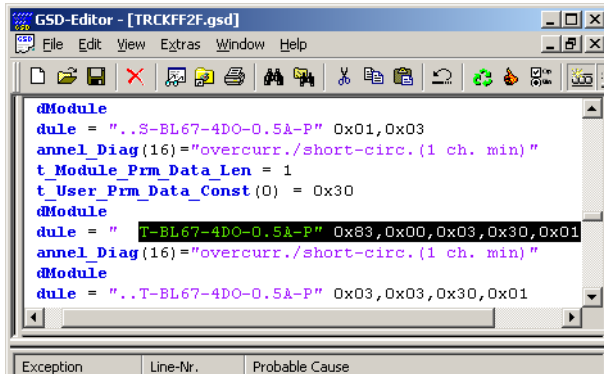 GSD-Editor - [TRCKFF2F.gsd]
File Edit View Extras Window Help
dModule
dule = "..S-BL67-4DO-0.5A-P" 0x01,0x03
annel_Diag(16)="overcurr./short-circ.(1 ch. min)"
t_Module_Prm_Data_Len = 1
t_User_Prm_Data_Const(0) = 0x30
dModule
dule = " T-BL67-4DO-0.5A-P" 0x83,0x00,0x03,0x30,0x01
annel_Diag(16)="overcurr./short-circ.(1 ch. min)"
dModule
dule = "..T-BL67-4DO-0.5A-P" 0x03,0x03,0x30,0x01
Exception Line-Nr. Probable Cause